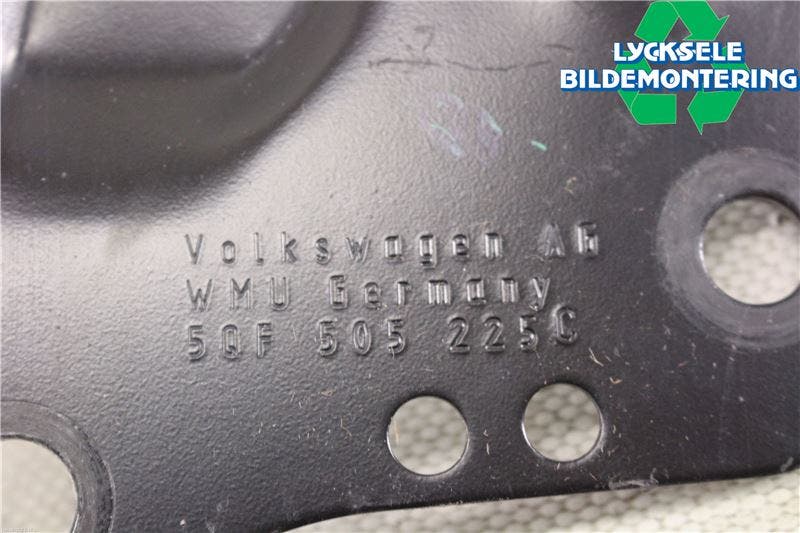 LYCKSELE
BILDEMONTERING
Volkswagen AG
WMU Germany
5QF 505 225C